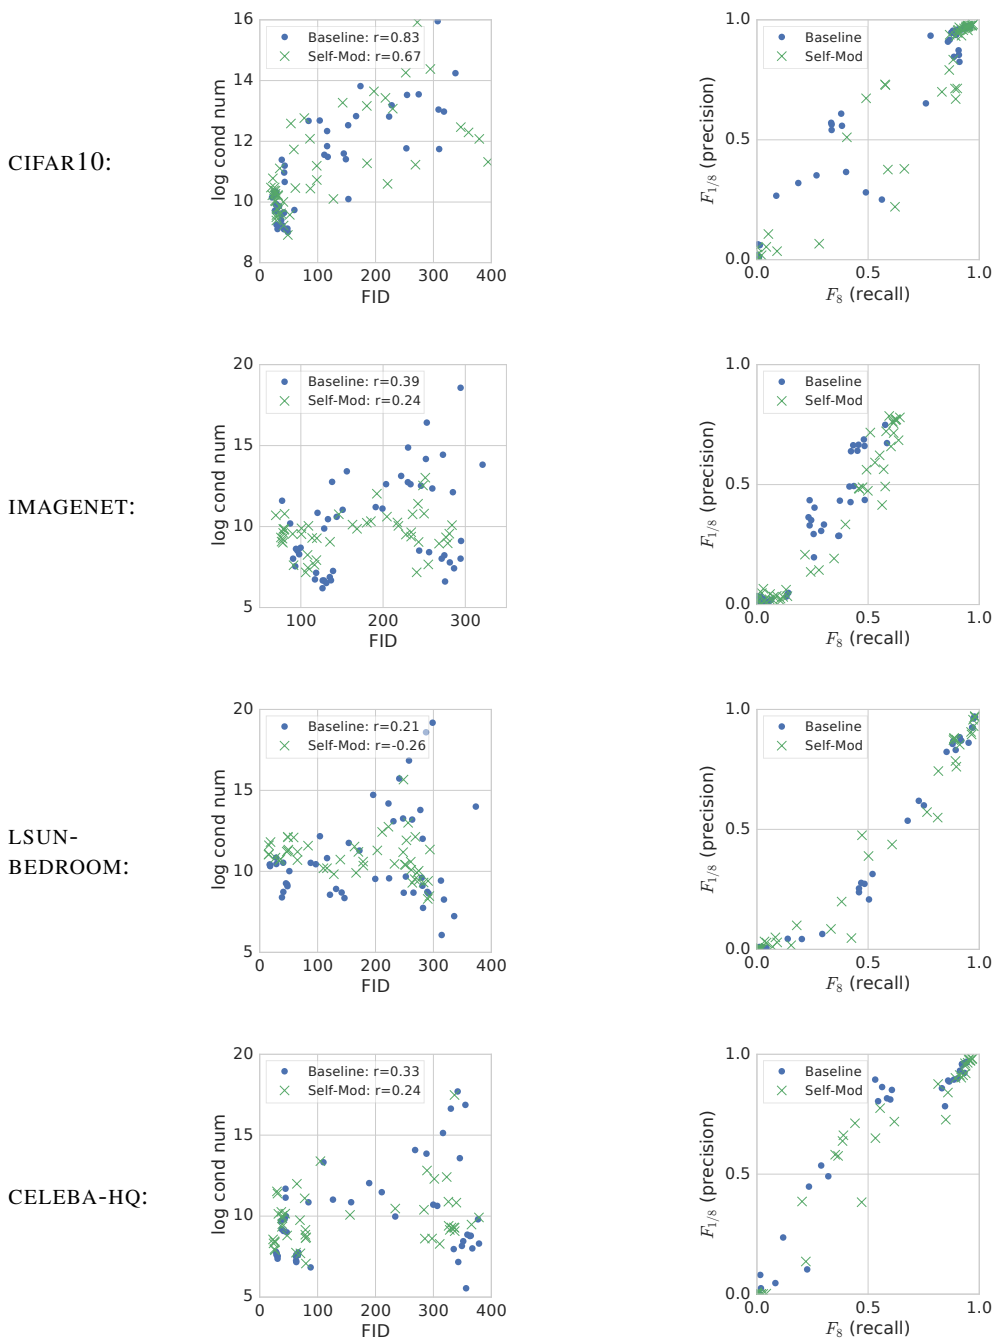 CIFAR10:
16
14
12
10
8
log cond num
Baseline: r=0.83
Self-Mod: r=0.67
0 100 200 300 400
FID
1.0
0.5
0.0
F1/8 (precision)
Baseline
Self-Mod
0.0 0.5 1.0
F8 (recall)
IMAGENET:
20
15
10
5
log cond num
Baseline: r=0.39
Self-Mod: r=0.24
100 200 300
FID
1.0
0.5
0.0
F1/8 (precision)
Baseline
Self-Mod
0.0 0.5 1.0
F8 (recall)
LSUN-
BEDROOM:
20
15
10
5
log cond num
Baseline: r=0.21
Self-Mod: r=-0.26
0 100 200 300 400
FID
1.0
0.5
0.0
F1/8 (precision)
Baseline
Self-Mod
0.0 0.5 1.0
F8 (recall)
CELEBA-HQ:
20
15
10
5
log cond num
Baseline: r=0.33
Self-Mod: r=0.24
0 100 200 300 400
FID
1.0
0.5
0.0
F1/8 (precision)
Baseline
Self-Mod
0.0 0.5 1.0
F8 (recall)